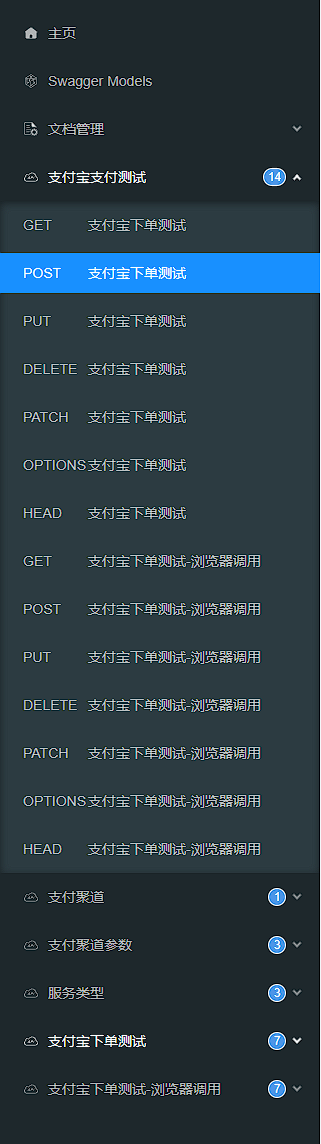 主页
Swagger Models
文档管理
支付宝支付测试 14
GET 支付宝下单测试
POST 支付宝下单测试
PUT 支付宝下单测试
DELETE 支付宝下单测试
PATCH 支付宝下单测试
OPTIONS 支付宝下单测试
HEAD 支付宝下单测试
GET 支付宝下单测试-浏览器调用
POST 支付宝下单测试-浏览器调用
PUT 支付宝下单测试-浏览器调用
DELETE 支付宝下单测试-浏览器调用
PATCH 支付宝下单测试-浏览器调用
OPTIONS 支付宝下单测试-浏览器调用
HEAD 支付宝下单测试-浏览器调用
支付聚道 1
支付聚道参数 3
服务类型 3
支付宝下单测试 7
支付宝下单测试-浏览器调用 7